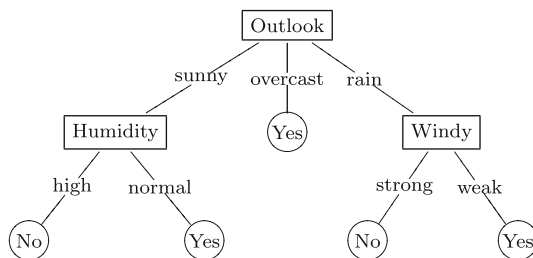 Outlook
sunny overcast rain
Humidity Yes Windy
high normal strong weak
No Yes No Yes